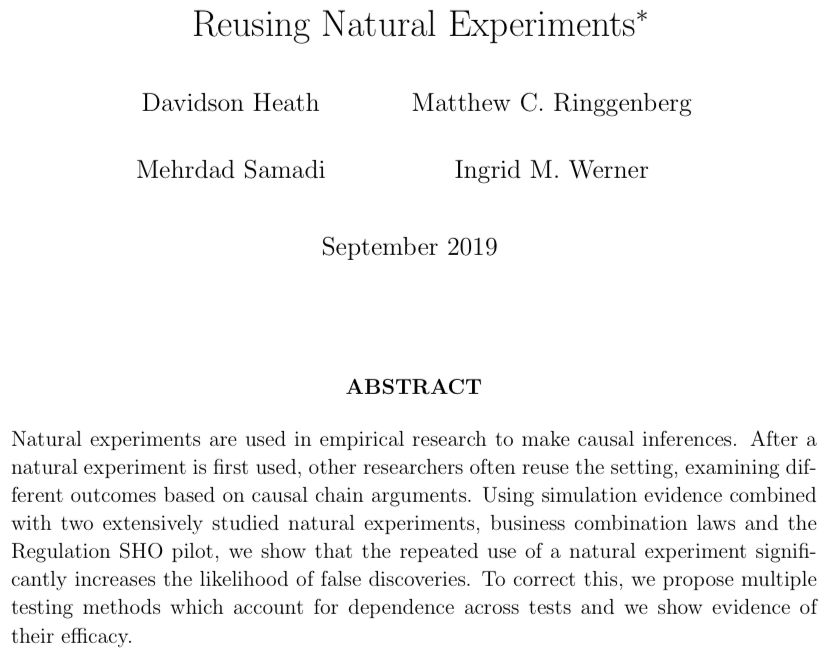 Reusing Natural Experiments*
Davidson Heath Matthew C. Ringgenberg
Mehrdad Samadi Ingrid M. Werner
September 2019
ABSTRACT
Natural experiments are used in empirical research to make causal inferences. After a
natural experiment is first used, other researchers often reuse the setting, examining dif-
ferent outcomes based on causal chain arguments. Using simulation evidence combined
with two extensively studied natural experiments, business combination laws and the
Regulation SHO pilot, we show that the repeated use of a natural experiment signifi-
cantly increases the likelihood of false discoveries. To correct this, we propose multiple
testing methods which account for dependence across tests and we show evidence of
their efficacy.